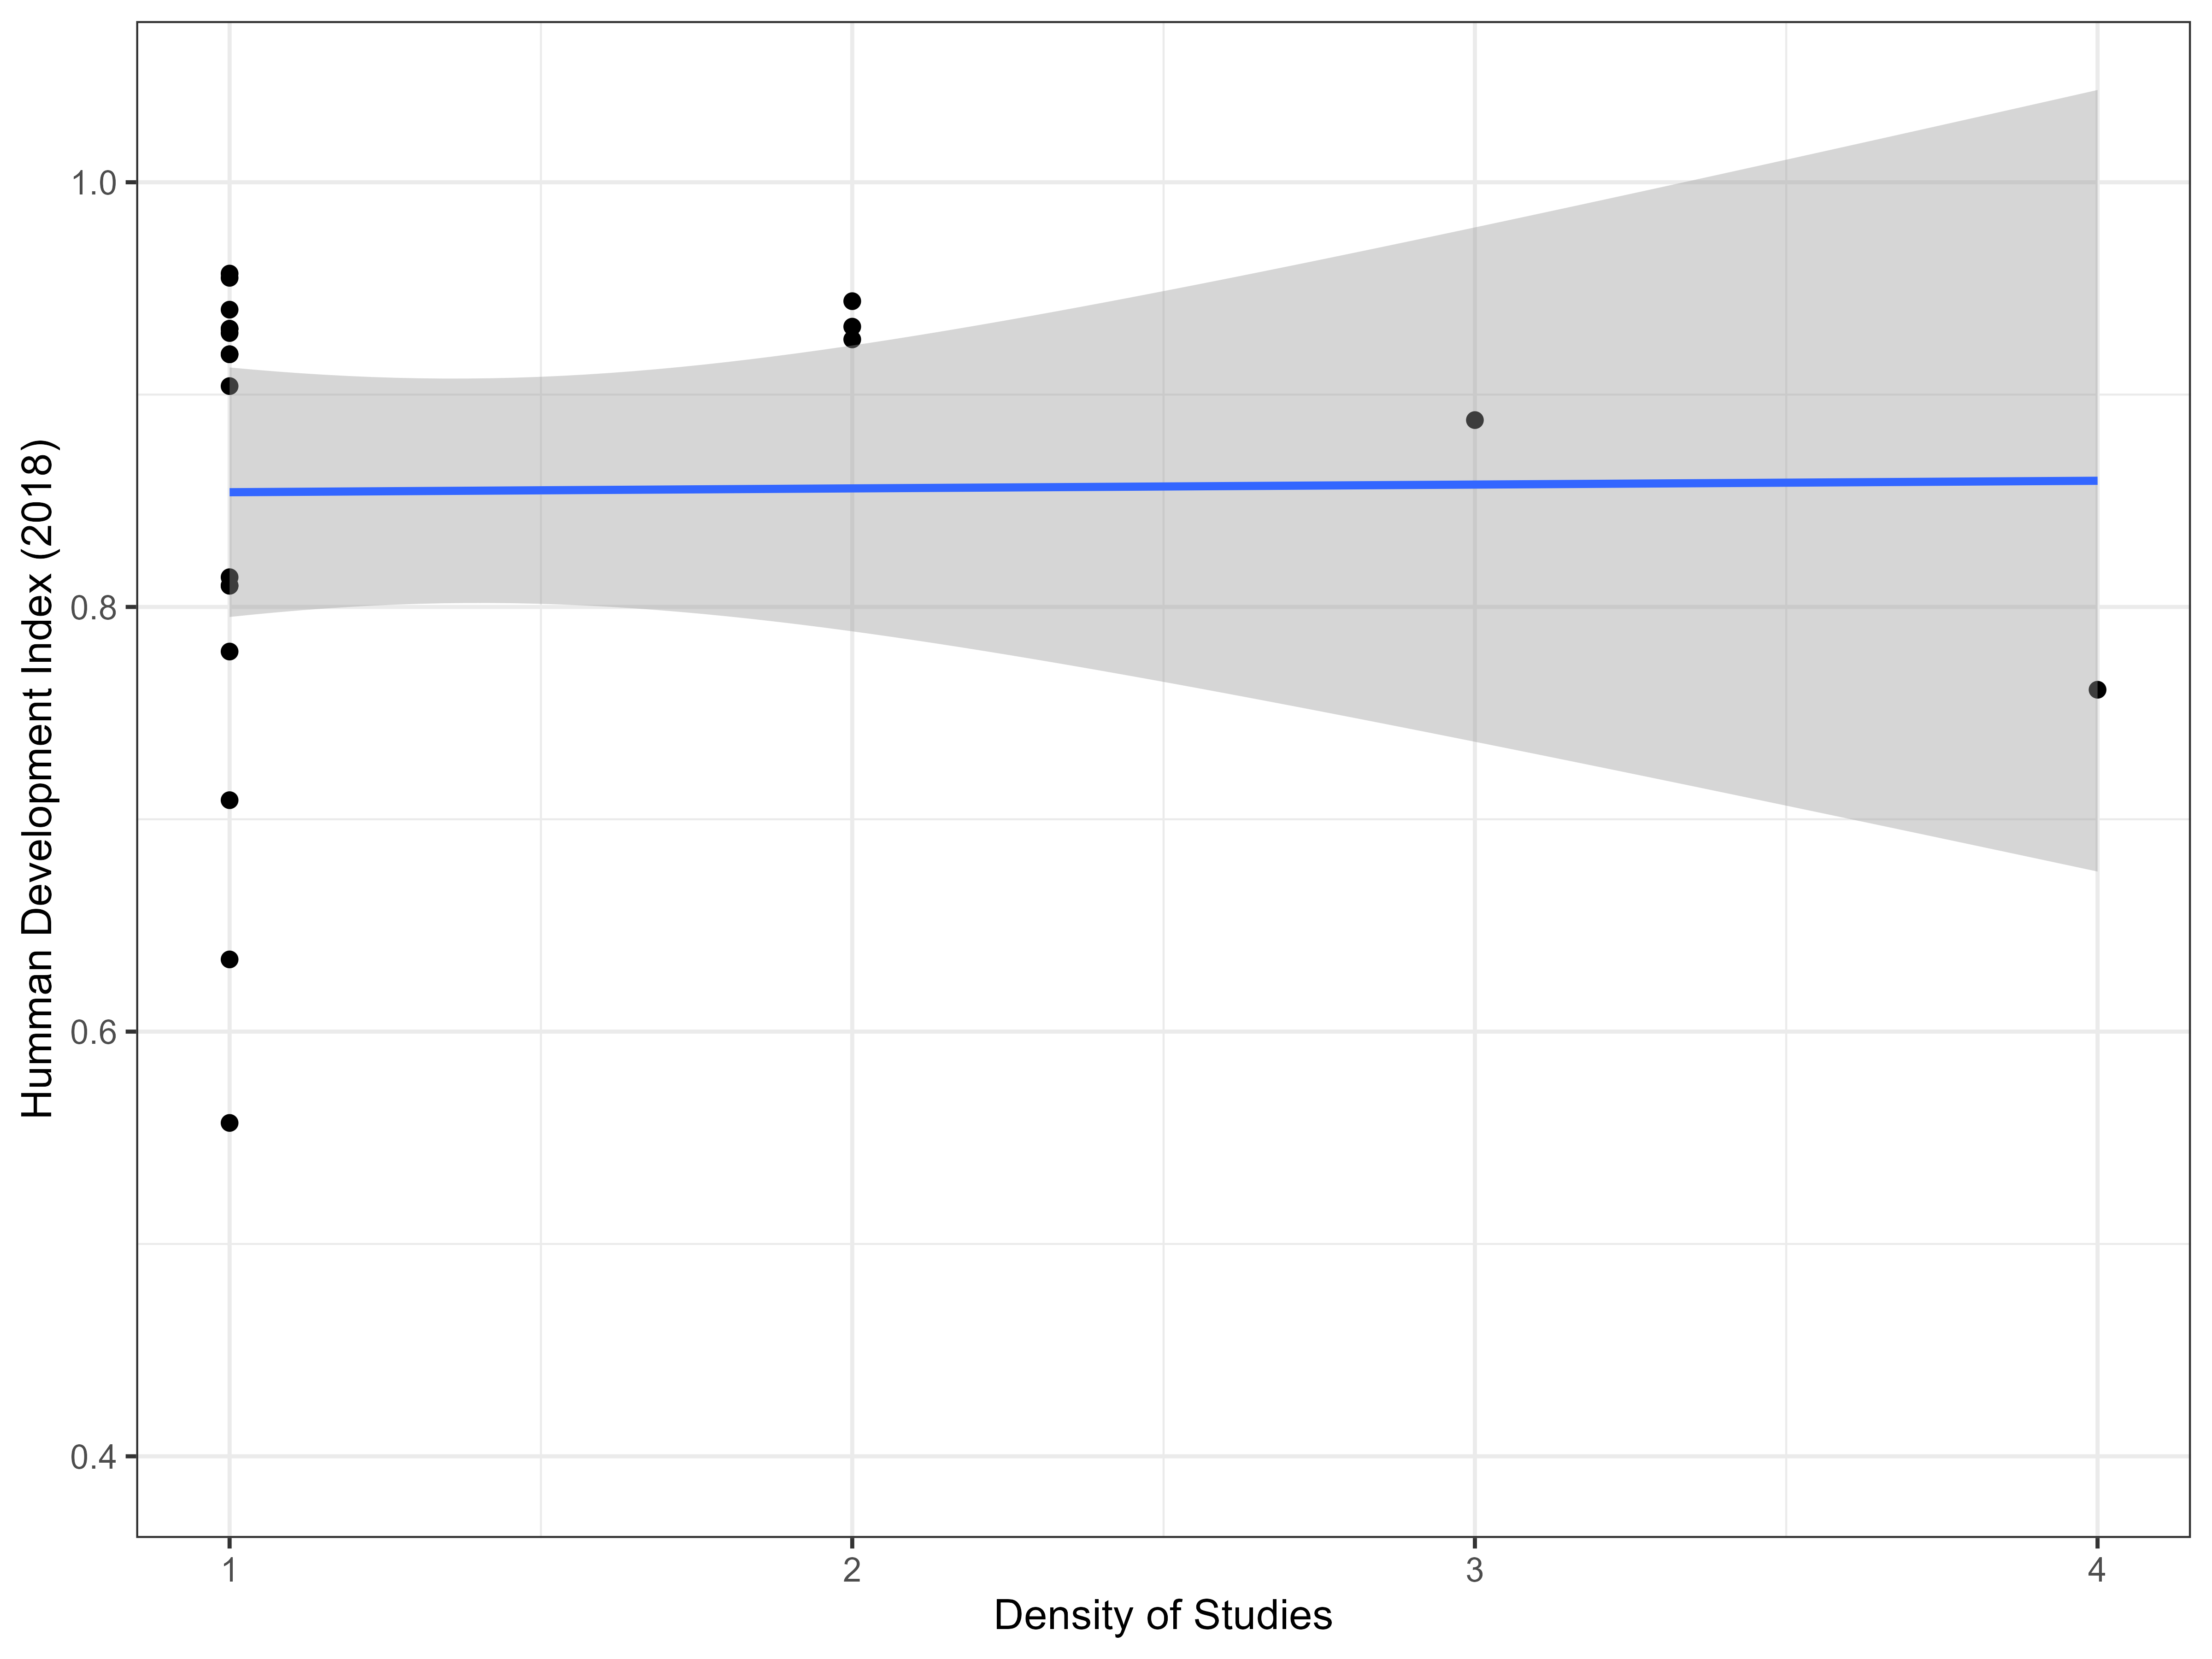 Humman Development Index (2018)
1.0
0.8
0.6
0.4
1 2 3 4
Density of Studies